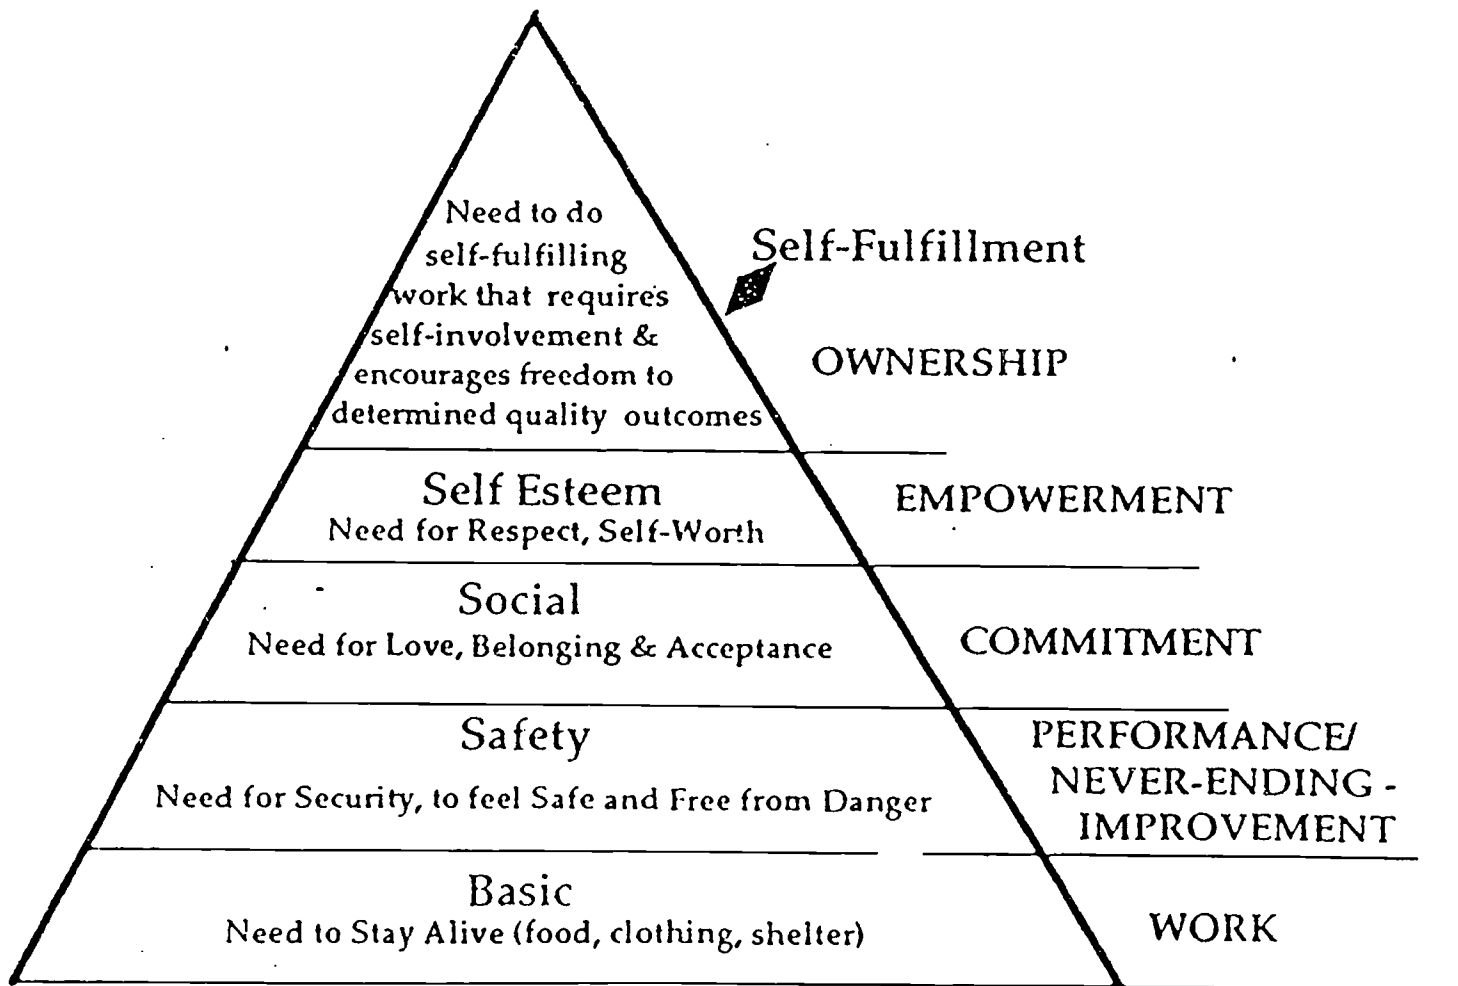 Need to do
self-fulfilling
work that requires
self-involvement &
encourages freedom to
determined quality outcomes
Self-Fulfillment
OWNERSHIP
Self Esteem
Need for Respect, Self-Worth
EMPOWERMENT
Social
Need for Love, Belonging & Acceptance
COMMITMENT
Safety
Need for Security, to feel Safe and Free from Danger
PERFORMANCE/
NEVER-ENDING -
IMPROVEMENT
Basic
Need to Stay Alive (food, clothing, shelter)
WORK